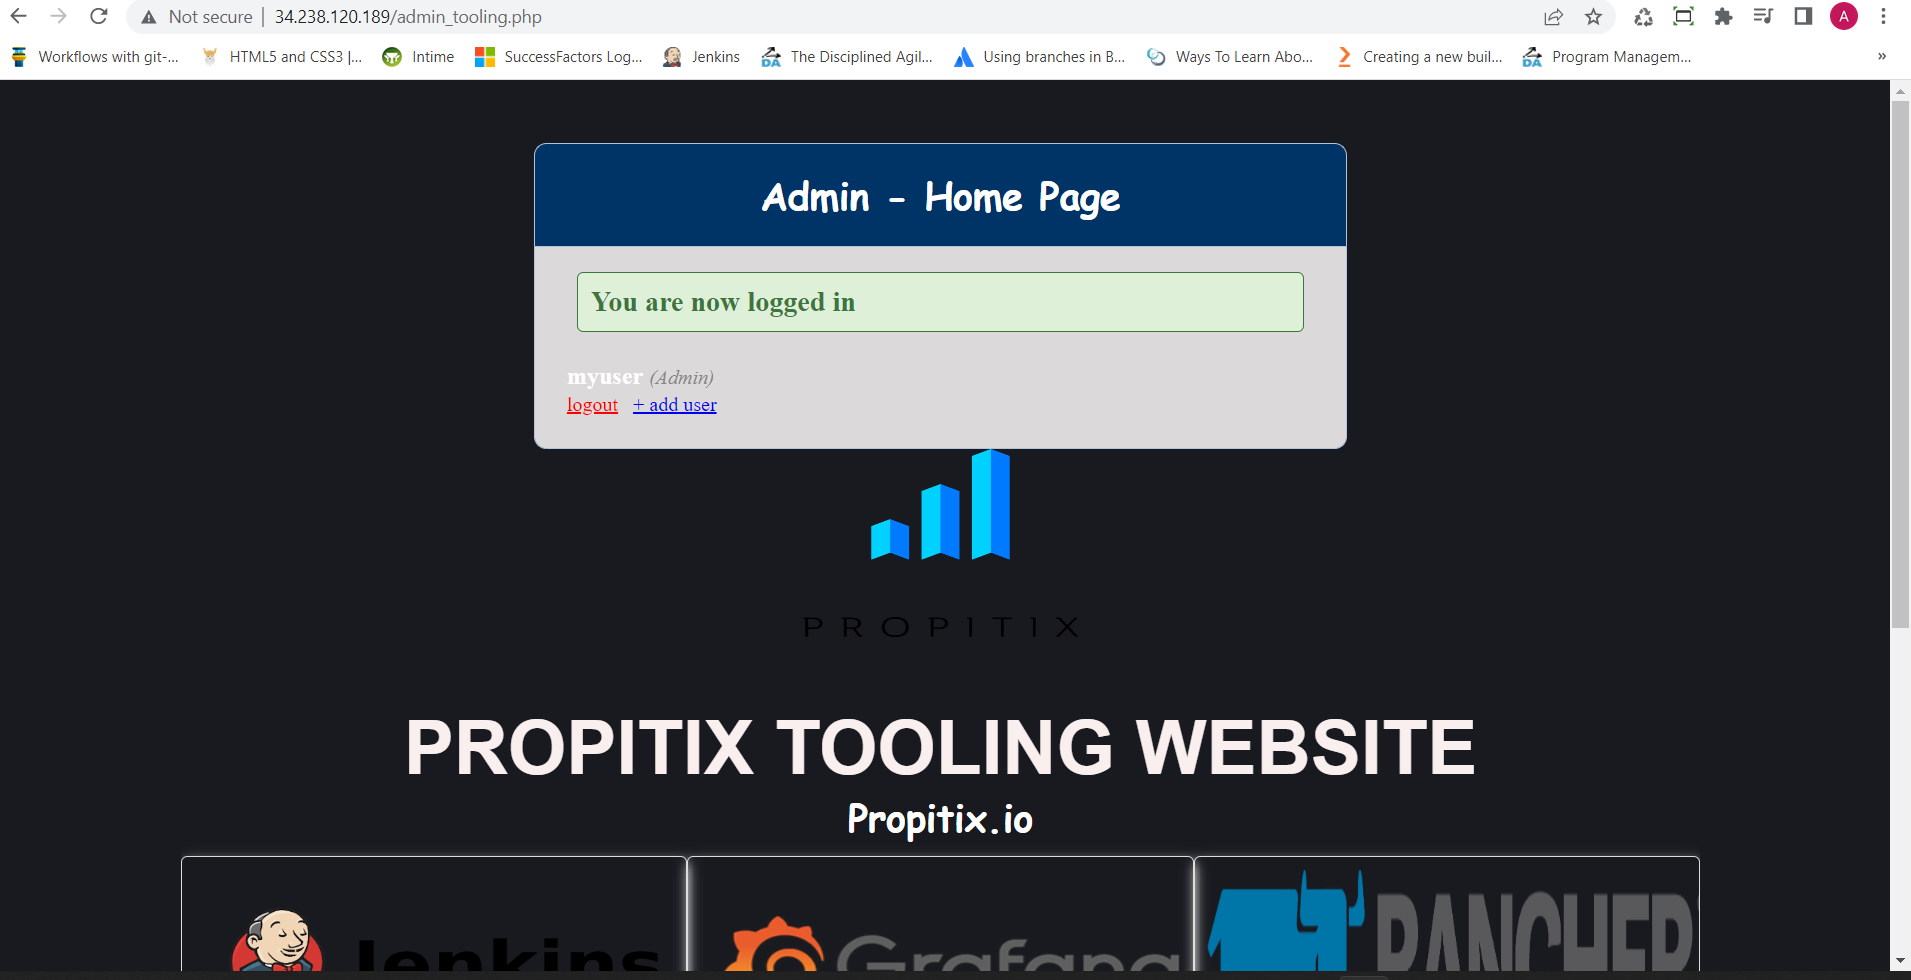 Not secure | 34.238.120.189/admin_tooling.php
A
Workflows with git-... HTML5 and CSS3 |... Intime SuccessFactors Log... Jenkins The Disciplined Agil... Using branches in B... Ways To Learn Abo... Creating a new buil... Program Managem... »
Admin - Home Page
You are now logged in
myuser (Admin)
logout + add user
PROPITIX
PROPITIX TOOLING WEBSITE
Propitix.io
Jenkins Grafana RANCHER